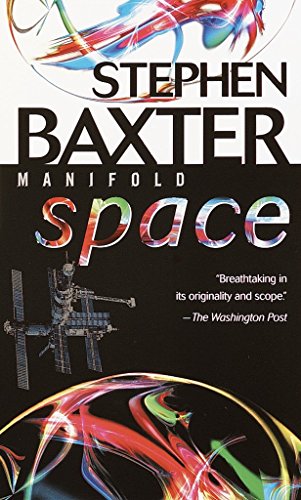 STEPHEN
BAXTER
MANIFOLD
space
"Breathtaking in
its originality and scope."
—The Washington Post